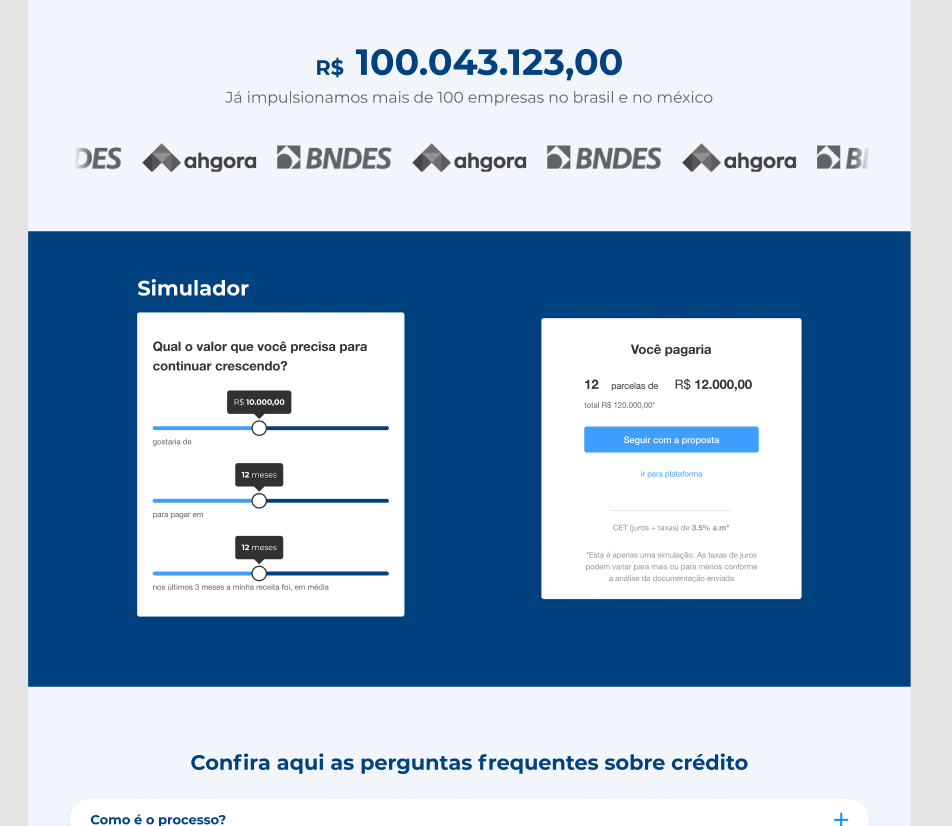 R$ 100.043.123,00
Já impulsionamos mais de 100 empresas no brasil e no méxico
DES ahgora BNDES ahgora BNDES ahgora B
Simulador
Qual o valor que você precisa para
continuar crescendo?
R$ 10.000,00
gostaria de
12 meses
para pagar em
12 meses
nos últimos 3 meses a minha receita foi, em média
Você pagaria
12 parcelas de R$ 12.000,00
total R$ 120.000,00*
Seguir com a proposta
ir para plataforma
CET (juros + taxas) de 3.5% a.m*
*Esta é apenas uma simulação. As taxas de juros
podem variar para mais ou para menos conforme
a análise da documentação enviada
Confira aqui as perguntas frequentes sobre crédito
Como é o processo?